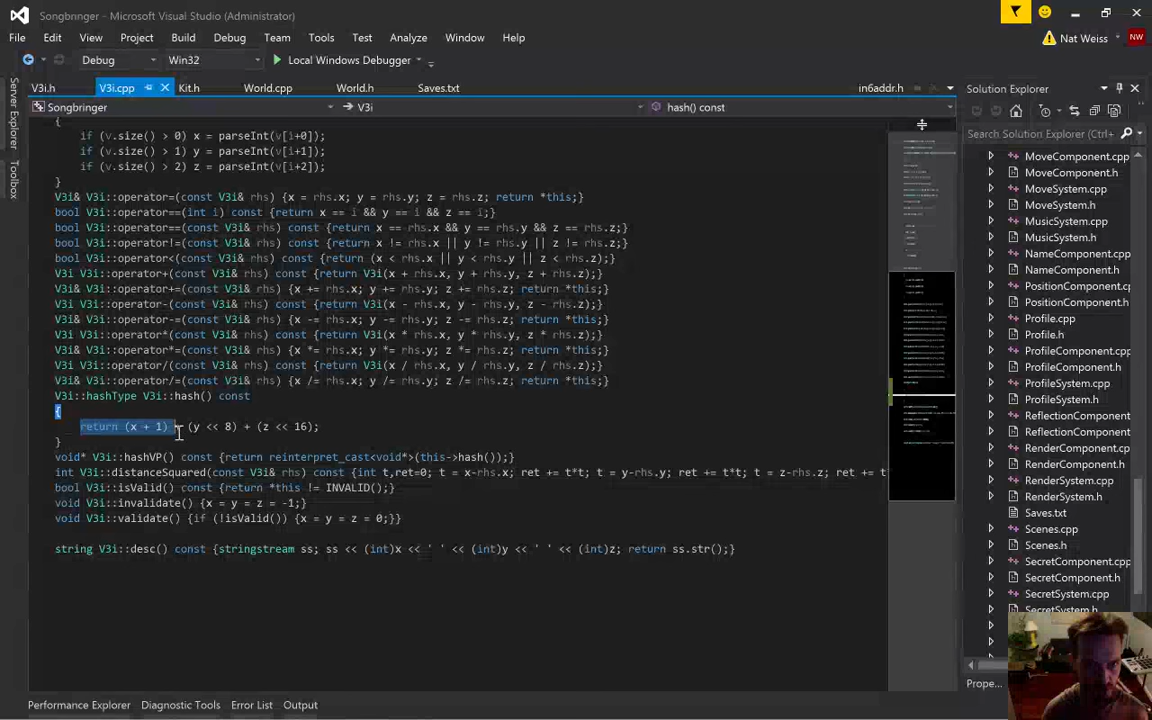 Songbringer - Microsoft Visual Studio (Administrator)
File Edit View Project Build Debug Team Tools Test Analyze Window Help
Nat Weiss NW
Debug Win32 Local Windows Debugger
V3i.h V3i.cpp Kit.h World.cpp World.h Saves.txt in6addr.h
Songbringer V3i hash() const
Server Explorer
Toolbox
{
if (v.size() > 0) x = parseInt(v[i+0]);
if (v.size() > 1) y = parseInt(v[i+1]);
if (v.size() > 2) z = parseInt(v[i+2]);
}
V3i& V3i::operator=(const V3i& rhs) {x = rhs.x; y = rhs.y; z = rhs.z; return *this;}
bool V3i::operator==(int i) const {return x == i && y == i && z == i;}
bool V3i::operator==(const V3i& rhs) const {return x == rhs.x && y == rhs.y && z == rhs.z;}
bool V3i::operator!=(const V3i& rhs) const {return x != rhs.x || y != rhs.y || z != rhs.z;}
bool V3i::operator<(const V3i& rhs) const {return (x < rhs.x || y < rhs.y || z < rhs.z);}
V3i V3i::operator+(const V3i& rhs) const {return V3i(x + rhs.x, y + rhs.y, z + rhs.z);}
V3i& V3i::operator+=(const V3i& rhs) {x += rhs.x; y += rhs.y; z += rhs.z; return *this;}
V3i V3i::operator-(const V3i& rhs) const {return V3i(x - rhs.x, y - rhs.y, z - rhs.z);}
V3i& V3i::operator-=(const V3i& rhs) {x -= rhs.x; y -= rhs.y; z -= rhs.z; return *this;}
V3i V3i::operator*(const V3i& rhs) const {return V3i(x * rhs.x, y * rhs.y, z * rhs.z);}
V3i& V3i::operator*=(const V3i& rhs) {x *= rhs.x; y *= rhs.y; z *= rhs.z; return *this;}
V3i V3i::operator/(const V3i& rhs) const {return V3i(x / rhs.x, y / rhs.y, z / rhs.z);}
V3i& V3i::operator/=(const V3i& rhs) {x /= rhs.x; y /= rhs.y; z /= rhs.z; return *this;}
V3i::hashType V3i::hash() const
{
return (x + 1) + (y << 8) + (z << 16);
}
void* V3i::hashVP() const {return reinterpret_cast<void*>(this->hash());}
int V3i::distanceSquared(const V3i& rhs) const {int t,ret=0; t = x-rhs.x; ret += t*t; t = y-rhs.y; ret += t*t; t = z-rhs.z; ret += t*t
bool V3i::isValid() const {return *this != INVALID();}
void V3i::invalidate() {x = y = z = -1;}
void V3i::validate() {if (!isValid()) {x = y = z = 0;}}
string V3i::desc() const {stringstream ss; ss << (int)x << ' ' << (int)y << ' ' << (int)z; return ss.str();}
Solution Explorer
Search Solution Explorer (Ctrl+
MoveComponent.cpp
MoveComponent.h
MoveSystem.cpp
MoveSystem.h
MusicSystem.cpp
MusicSystem.h
NameComponent.cpp
NameComponent.h
PositionComponent.cpp
PositionComponent.h
Profile.cpp
Profile.h
ProfileComponent.cpp
ProfileComponent.h
ProfileSystem.cpp
ProfileSystem.h
ReflectionComponent.cpp
ReflectionComponent.h
RenderComponent.cpp
RenderComponent.h
RenderSystem.cpp
RenderSystem.h
Saves.txt
Scenes.cpp
Scenes.h
SecretComponent.cpp
SecretComponent.h
SecretSystem.cpp
SecretSystem.h
Prope...
Performance Explorer Diagnostic Tools Error List Output